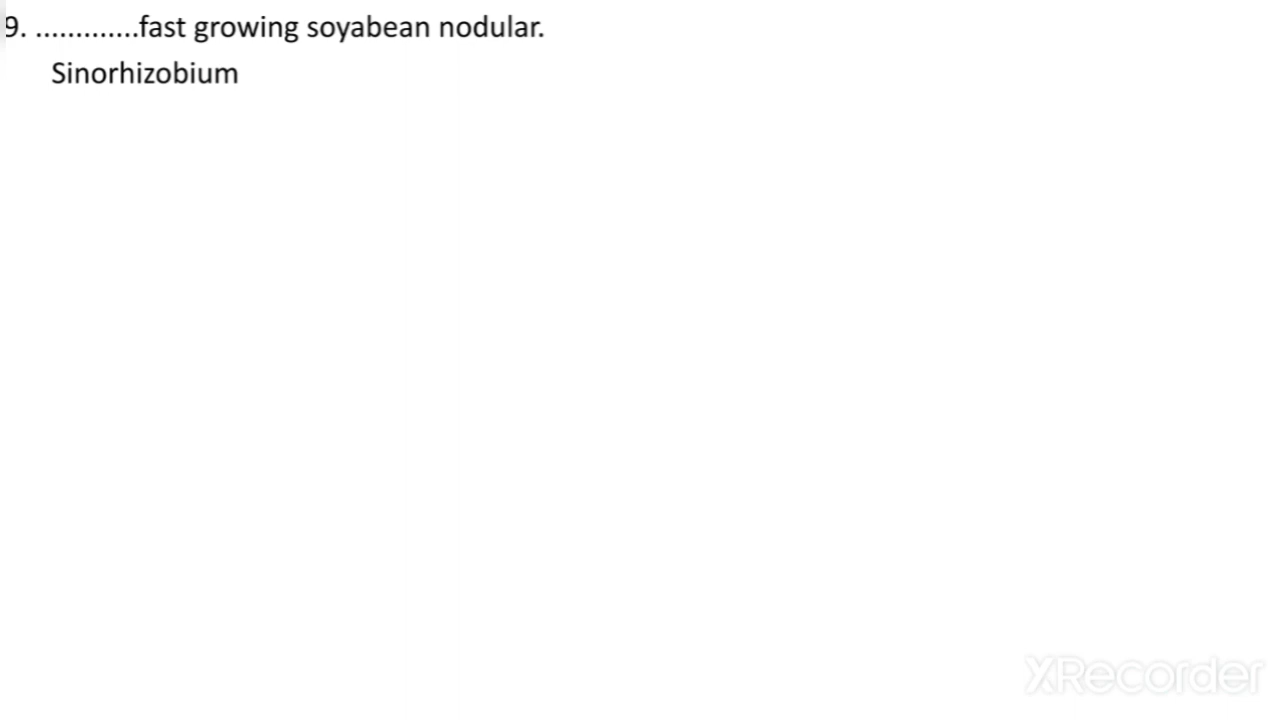 9. .............fast growing soyabean nodular.
Sinorhizobium
XRecorder